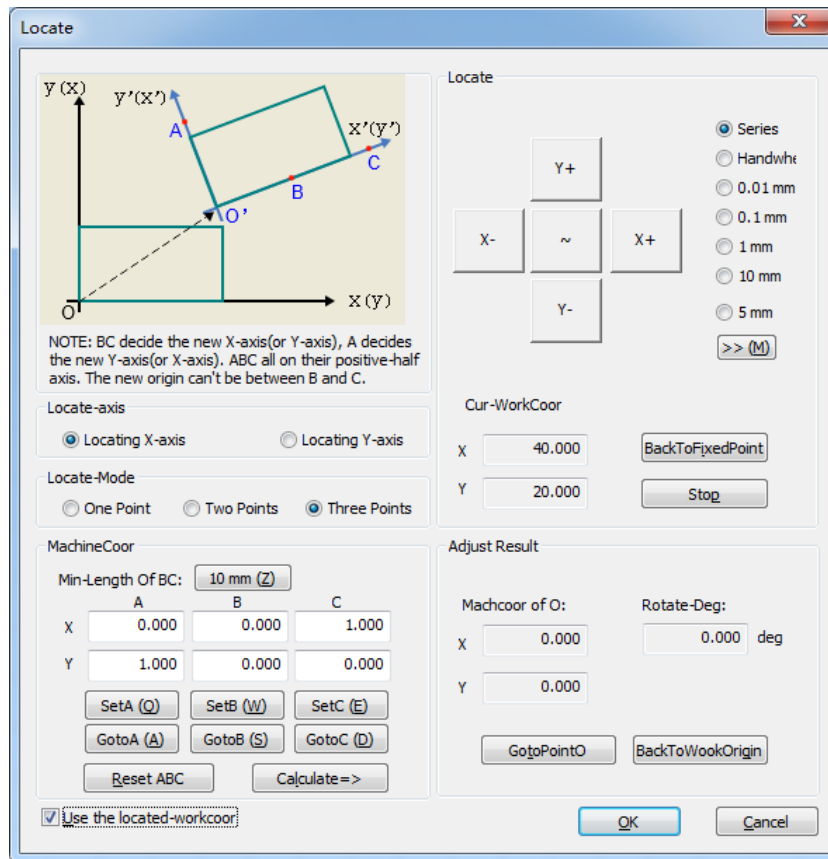 Locate
y (x)
y'(x')
A
x'(y')
C
B
O'
O
x (y)
NOTE: BC decide the new X-axis(or Y-axis), A decides
the new Y-axis(or X-axis). ABC all on their positive-half
axis. The new origin can't be between B and C.
Locate-axis
Locating X-axis
Locating Y-axis
Locate-Mode
One Point
Two Points
Three Points
MachineCoor
Min-Length Of BC:
10 mm (Z)
A B C
X 0.000 0.000 1.000
Y 1.000 0.000 0.000
SetA (Q) SetB (W) SetC (E)
GotoA (A) GotoB (S) GotoC (D)
Reset ABC
Calculate=>
Use the located-workcoor
Locate
Y+
X-
~
X+
Y-
Series
Handwhe
0.01 mm
0.1 mm
1 mm
10 mm
5 mm
>> (M)
Cur-WorkCoor
X 40.000
Y 20.000
BackToFixedPoint
Stop
Adjust Result
Machcoor of O:
X 0.000
Y 0.000
Rotate-Deg:
0.000 deg
GotoPointO
BackToWookOrigin
OK
Cancel